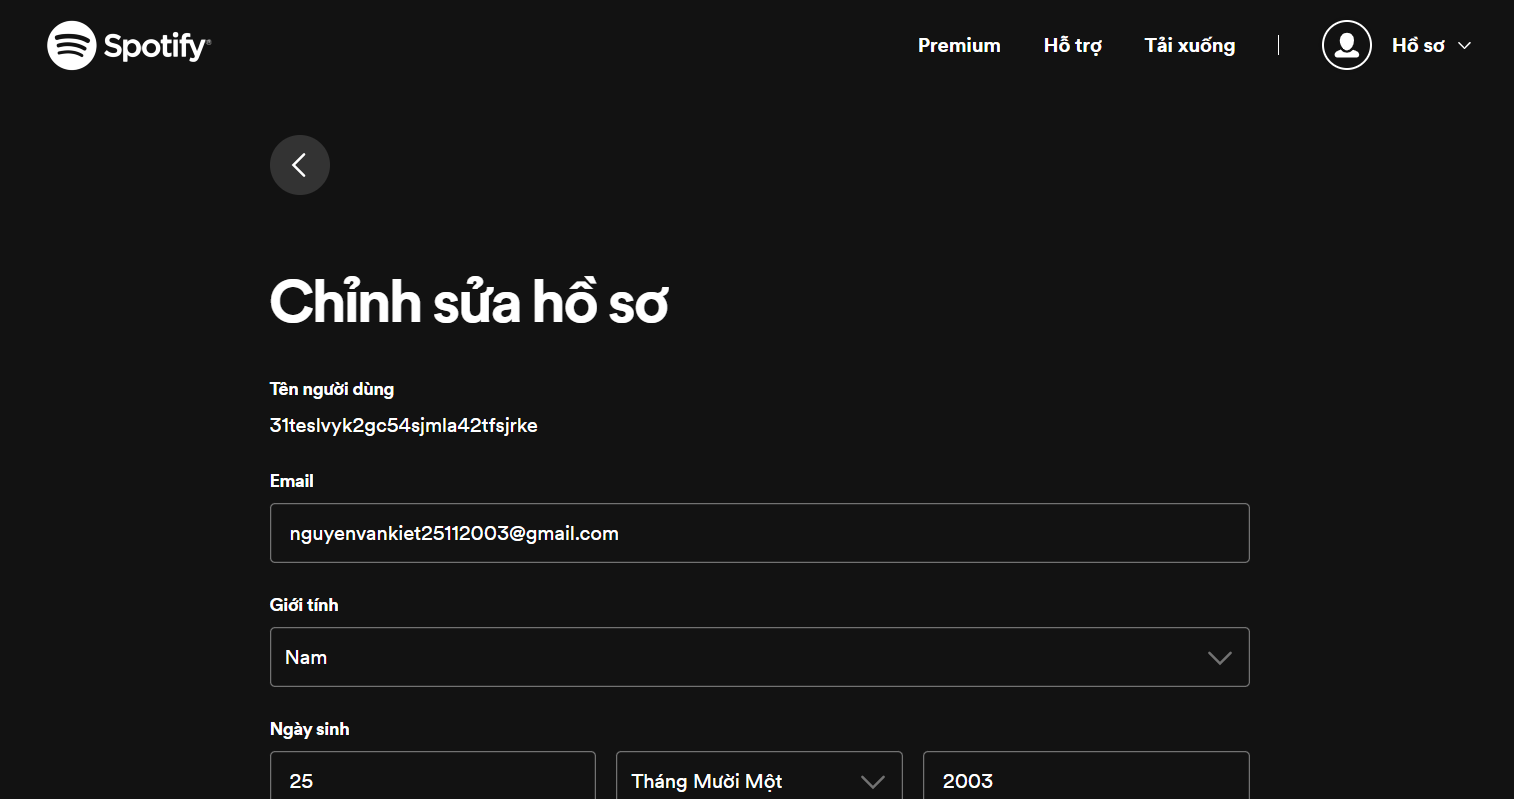 Spotify®
Premium
Hỗ trợ
Tải xuống
Hồ sơ
Chỉnh sửa hồ sơ
Tên người dùng
31teslvyk2gc54sjmla42tfsjrke
Email
nguyenvankiet25112003@gmail.com
Giới tính
Nam
Ngày sinh
25
Tháng Mười Một
2003